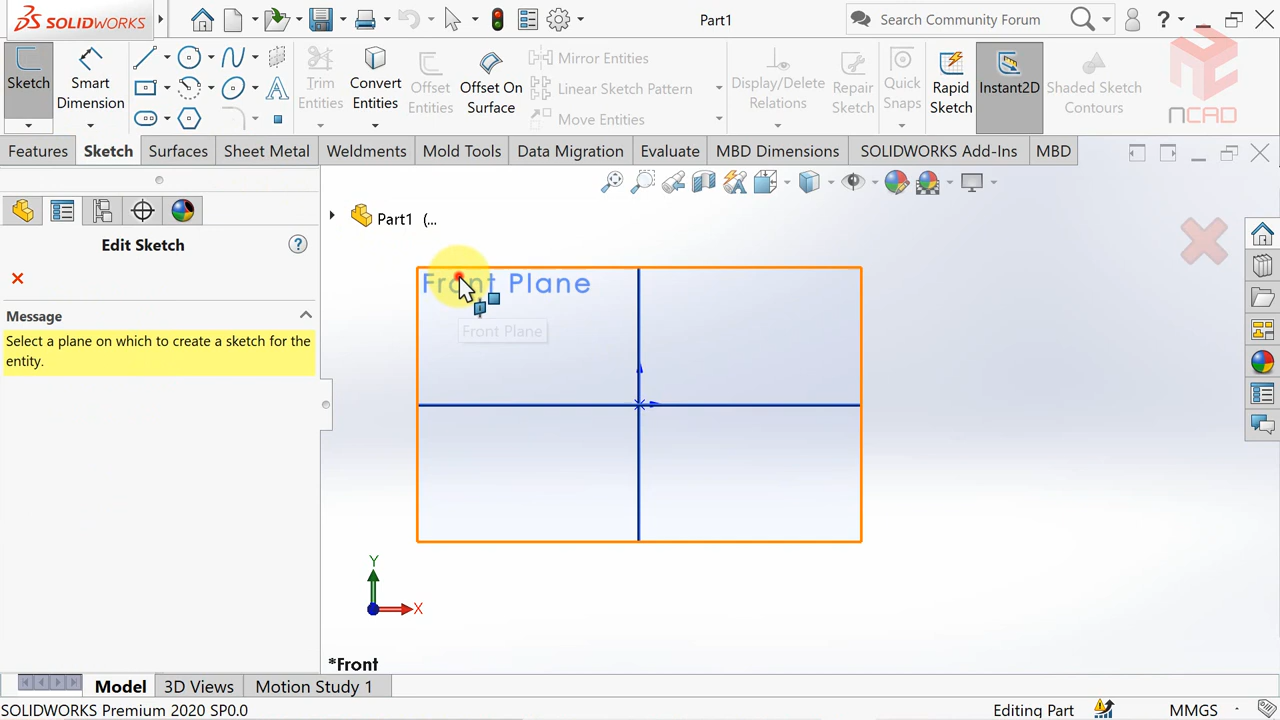 SOLIDWORKS
Part1
Search Community Forum
Sketch
Smart
Dimension
Trim
Entities
Convert
Entities
Offset
Entities
Offset On
Surface
Mirror Entities
Linear Sketch Pattern
Move Entities
Display/Delete
Relations
Repair
Sketch
Quick
Snaps
Rapid
Sketch
Instant2D
Shaded Sketch
Contours
NCAD
Features
Sketch
Surfaces
Sheet Metal
Weldments
Mold Tools
Data Migration
Evaluate
MBD Dimensions
SOLIDWORKS Add-Ins
MBD
Part1 (...
Edit Sketch
Message
Select a plane on which to create a sketch for the
entity.
Front Plane
Front Plane
Y
X
*Front
Model
3D Views
Motion Study 1
SOLIDWORKS Premium 2020 SP0.0
Editing Part
MMGS